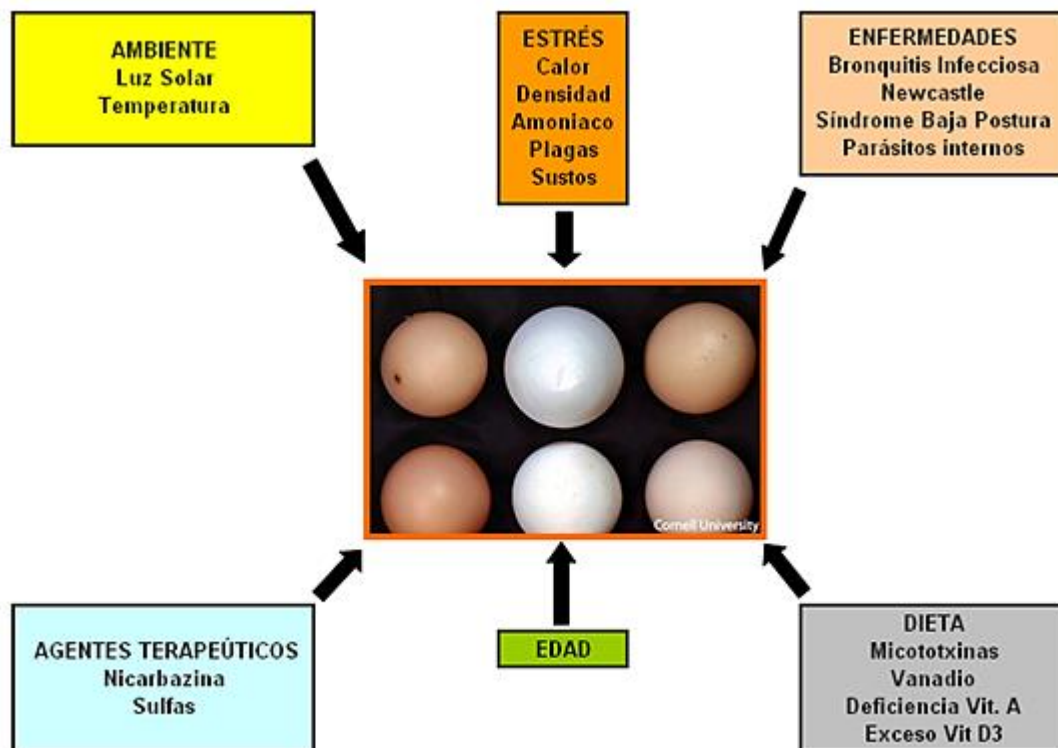 AMBIENTE
Luz Solar
Temperatura
ESTRÉS
Calor
Densidad
Amoniaco
Plagas
Sustos
ENFERMEDADES
Bronquitis Infecciosa
Newcastle
Síndrome Baja Postura
Parásitos internos
Cornell University
AGENTES TERAPEÚTICOS
Nicarbazina
Sulfas
EDAD
DIETA
Micototxinas
Vanadio
Deficiencia Vit. A
Exceso Vit D3